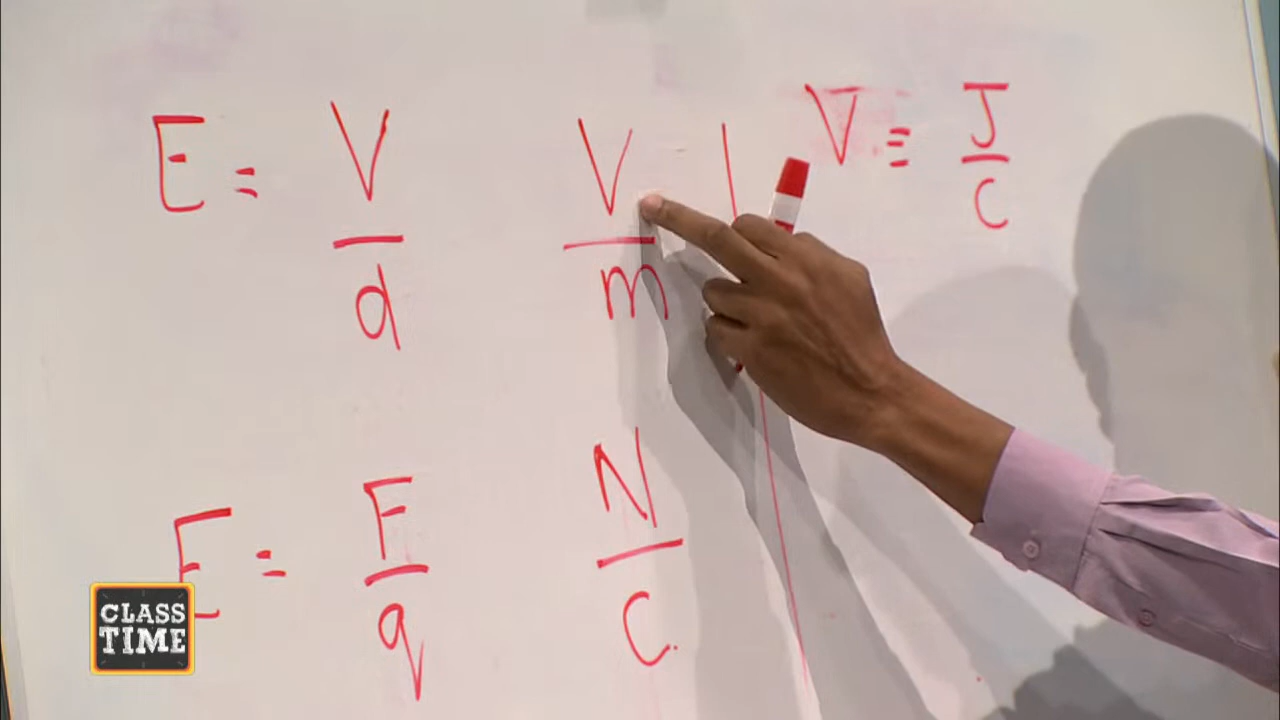 E = V/d V/m V ≡ J/C
E = F/q N/C
CLASS
TIME